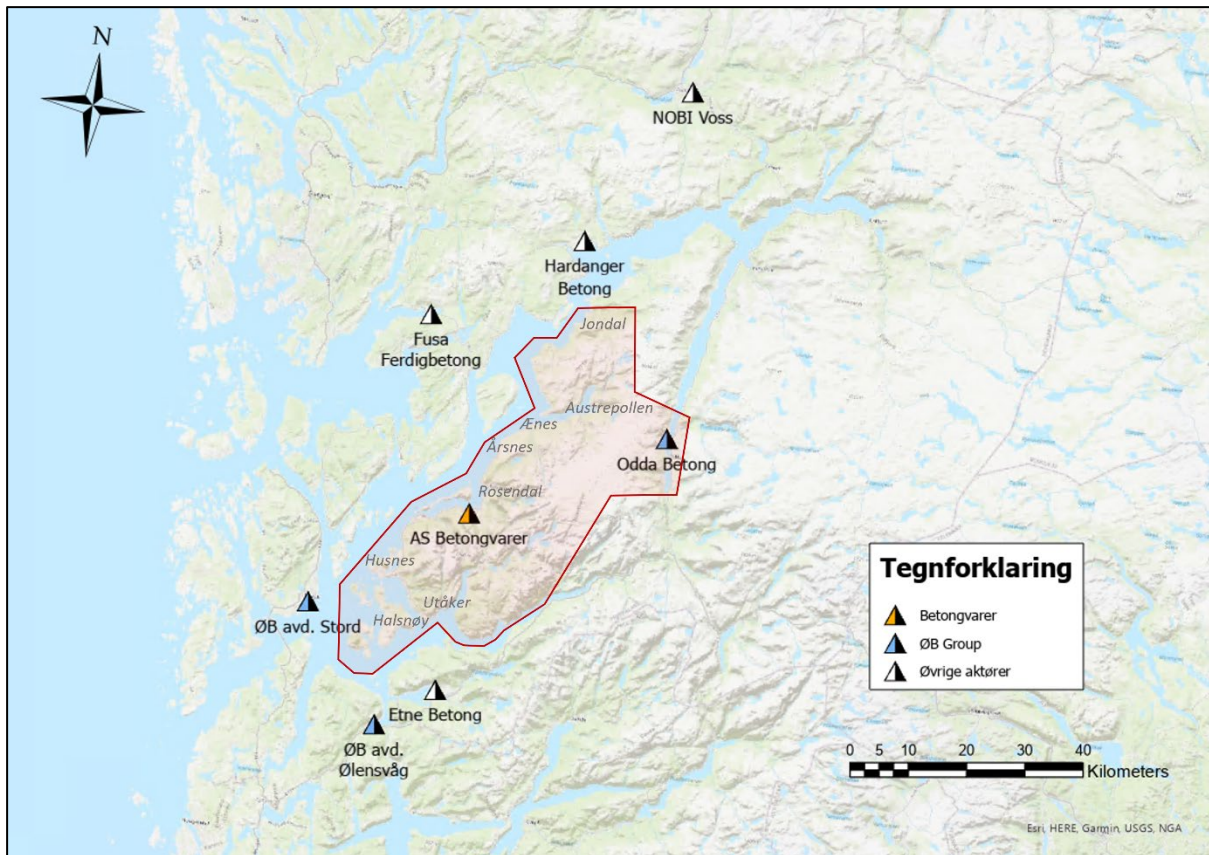 N
NOBI Voss
Hardanger
Betong
Fusa
Ferdigbetong
Jondal
Austrepollen
Ænes
Årsnes
Odda Betong
Rosendal
AS Betongvarer
Husnes
Utåker
Halsnøy
ØB avd. Stord
Etne Betong
ØB avd.
Ølensvåg
Tegnforklaring
Betongvarer
ØB Group
Øvrige aktører
0 5 10 20 30 40
Kilometers
Esri, HERE, Garmin, USGS, NGA